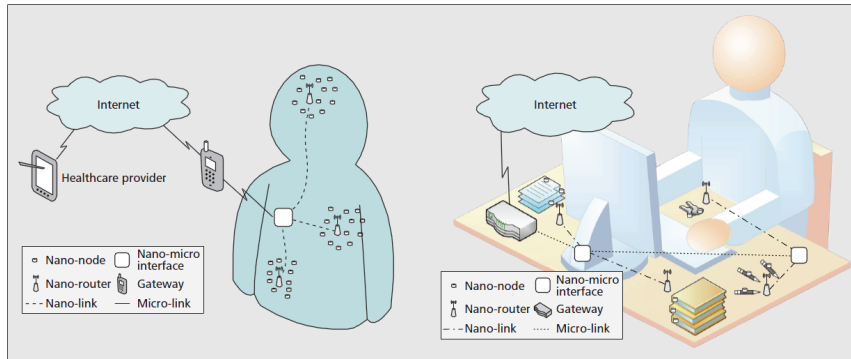 Internet
Healthcare provider
Nano-node
Nano-micro
interface
Nano-router
Gateway
Nano-link
Micro-link
Internet
Nano-node
Nano-micro
interface
Nano-router
Gateway
Nano-link
Micro-link